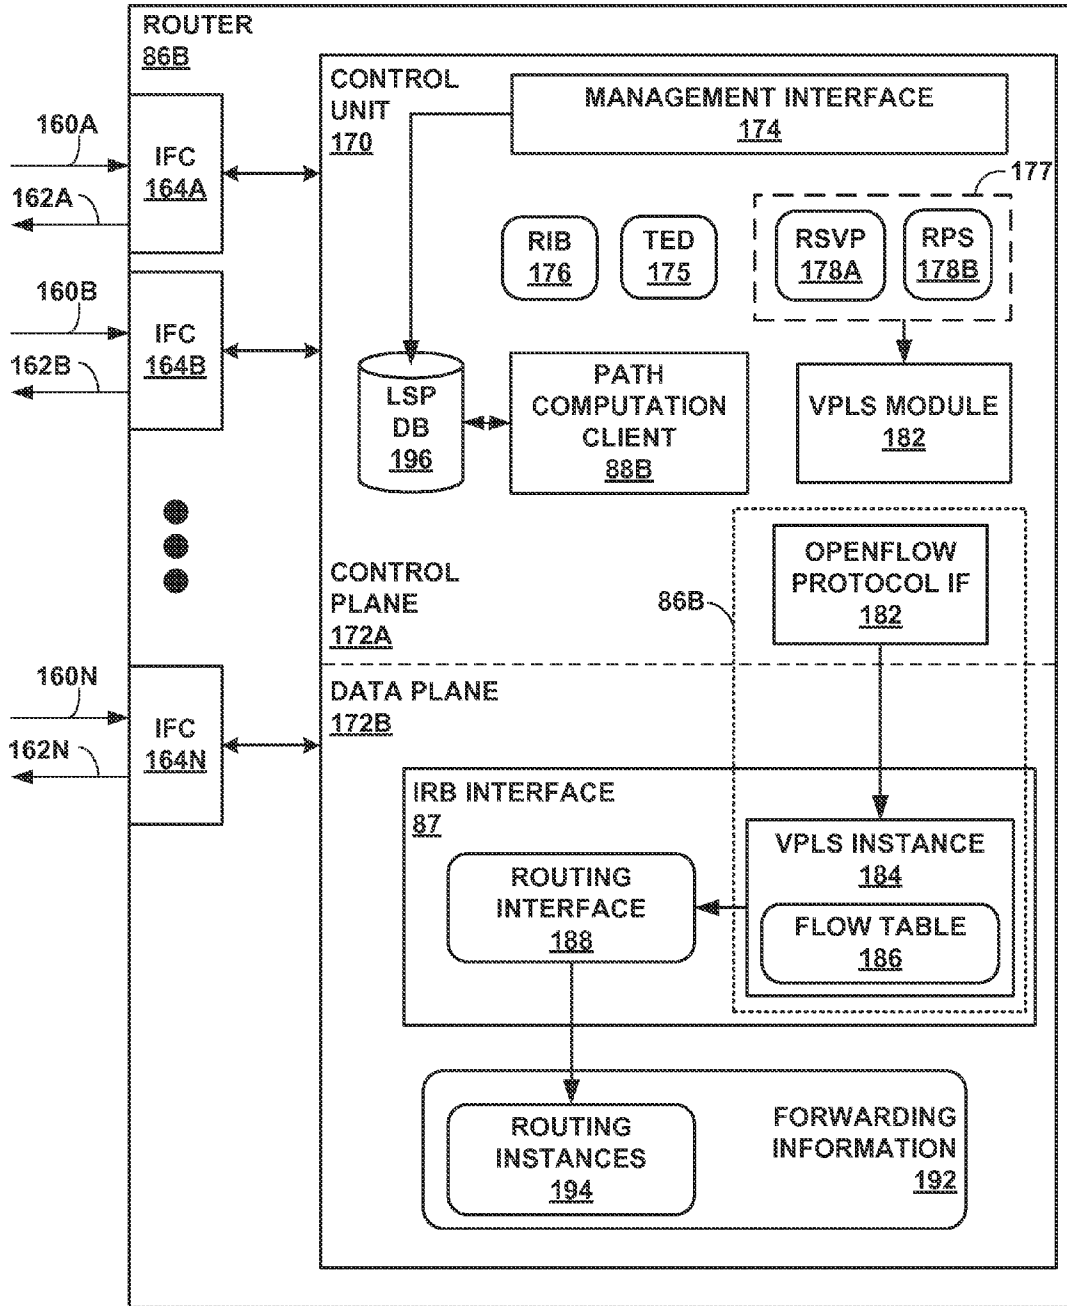 ROUTER
86B
160A
IFC
164A
162A
160B
IFC
164B
162B
160N
IFC
164N
162N
CONTROL
UNIT
170
MANAGEMENT INTERFACE
174
177
RIB
176
TED
175
RSVP
178A
RPS
178B
LSP
DB
196
PATH
COMPUTATION
CLIENT
88B
VPLS MODULE
182
CONTROL
PLANE
172A
86B
OPENFLOW
PROTOCOL IF
182
DATA PLANE
172B
IRB INTERFACE
87
VPLS INSTANCE
184
ROUTING
INTERFACE
188
FLOW TABLE
186
ROUTING
INSTANCES
194
FORWARDING
INFORMATION
192